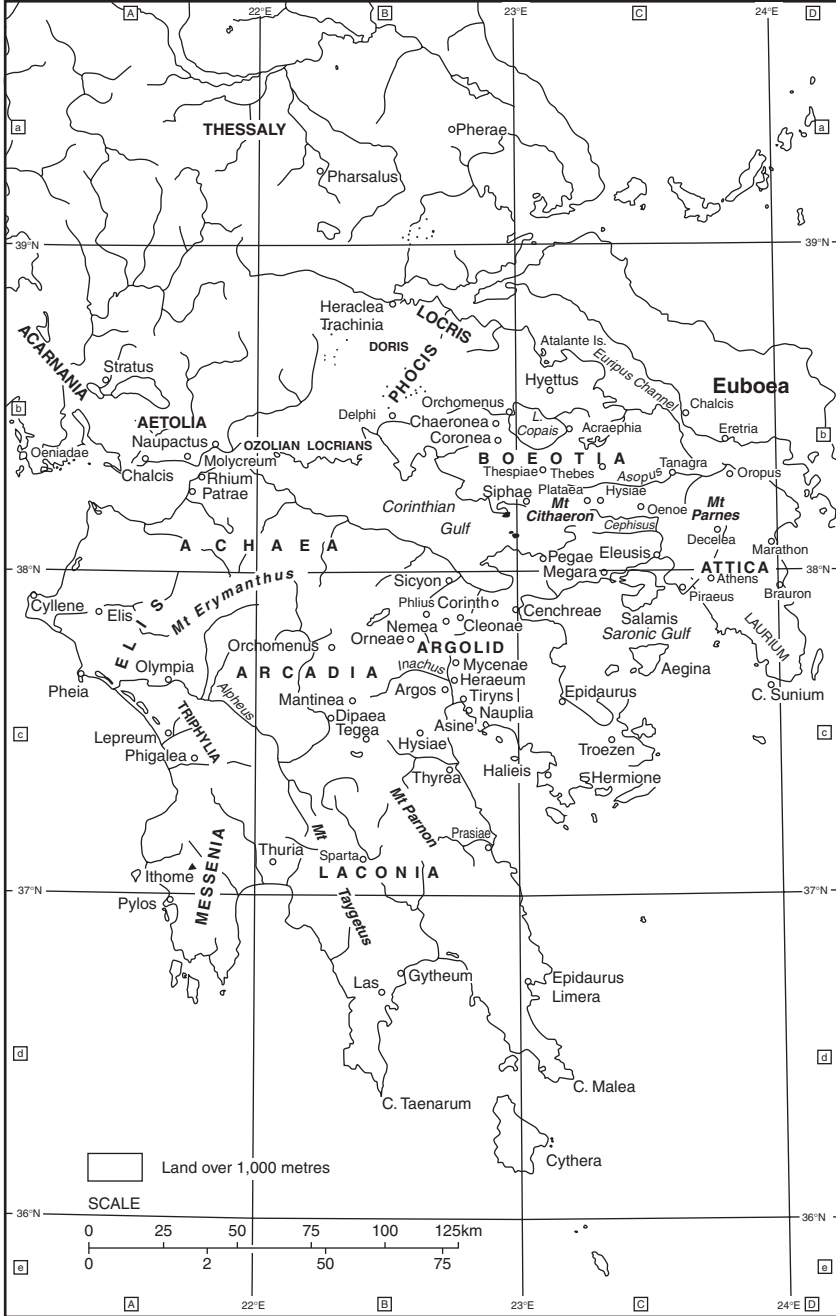 A
22°E
B
23°E
C
24°E
D
a
THESSALY
Pherae
a
Pharsalus
39°N
39°N
Heraclea
Trachinia
LOCRIS
DORIS
PHOCIS
Atalante Is.
Euripus Channel
ACARNANIA
Stratus
Hyettus
Euboea
b
AETOLIA
Delphi
Orchomenus
Chaeronea
Coronea
L.
Copais
Acraephia
Chalcis
Eretria
b
Naupactus
OZOLIAN LOCRIANS
Oeniadae
Chalcis
Molycreum
Rhium
Patrae
BOEOTIA
Thespiae
Thebes
Asopus
Tanagra
Oropus
Siphae
Plataea
Hysiae
Mt
Cithaeron
Oenoe
Mt
Parnes
Corinthian
Gulf
Cephisus
Decelea
ACHAEA
Pegae
Eleusis
Marathon
38°N
Megara
ATTICA
38°N
Mt Erymanthus
Sicyon
Athens
Piraeus
Brauron
Cyllene
Elis
ELIS
Phlius
Corinth
Cenchreae
Salamis
Saronic Gulf
LAURIUM
Nemea
Cleonae
Orchomenus
Orneae
ARGOLID
Olympia
ARCADIA
Inachus
Mycenae
Heraeum
Aegina
Pheia
Alpheus
Mantinea
Argos
Tiryns
Epidaurus
C. Sunium
Nauplia
c
TRIPHYLIA
Dipaea
Tegea
Asine
c
Lepreum
Phigalea
Hysiae
Troezen
Thyrea
Halieis
Hermione
Mt Parnon
Mt
Taygetus
Prasiae
Thuria
Sparta
Ithome
MESSENIA
LACONIA
37°N
37°N
Pylos
Las
Gytheum
Epidaurus
Limera
d
d
C. Malea
C. Taenarum
Cythera
Land over 1,000 metres
SCALE
36°N
36°N
0 25 50 75 100 125km
0 2 50 75
e
e
A
22°E
B
23°E
C
24°E
D